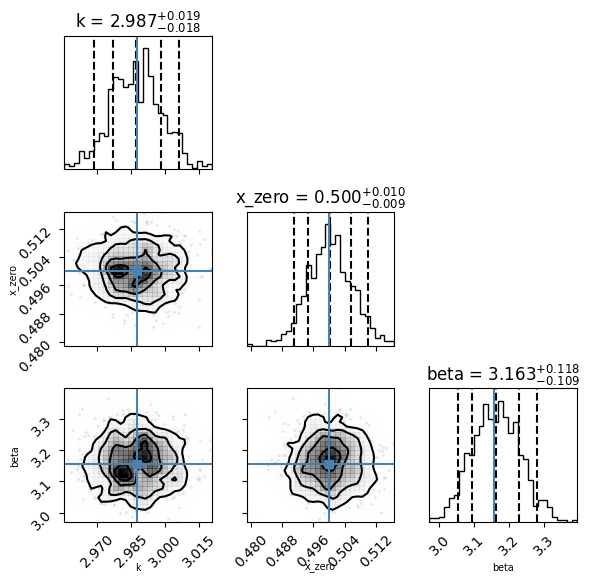 k = 2.987 +0.019 −0.018
x_zero = 0.500 +0.010 −0.009
0.512
0.504
0.496
0.488
0.480
x_zero
beta = 3.163 +0.118 −0.109
3.3
3.2
3.1
3.0
beta
2.970 2.985 3.000 3.015
k
0.480 0.488 0.496 0.504 0.512
x_zero
3.0 3.1 3.2 3.3
beta